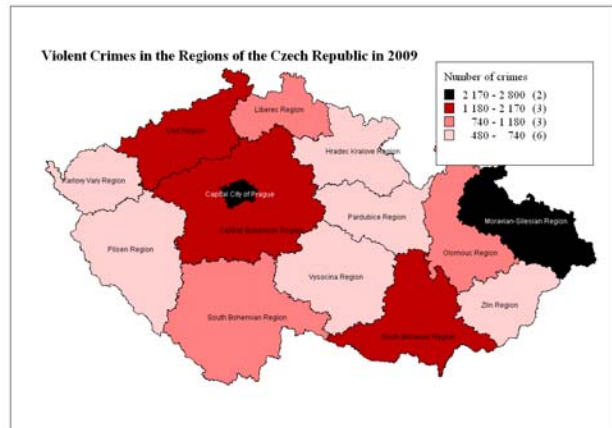 Violent Crimes in the Regions of the Czech Republic in 2009
Number of crimes
2 170 - 2 800 (2)
1 180 - 2 170 (3)
740 - 1 180 (3)
480 - 740 (6)
Liberec Region
Usti Region
Hradec Kralove Region
Karlovy Vary Region
Capital City of Prague
Pardubice Region
Moravian-Silesian Region
Central Bohemian Region
Pilsen Region
Olomouc Region
Vysocina Region
Zlin Region
South Bohemian Region
South Moravian Region